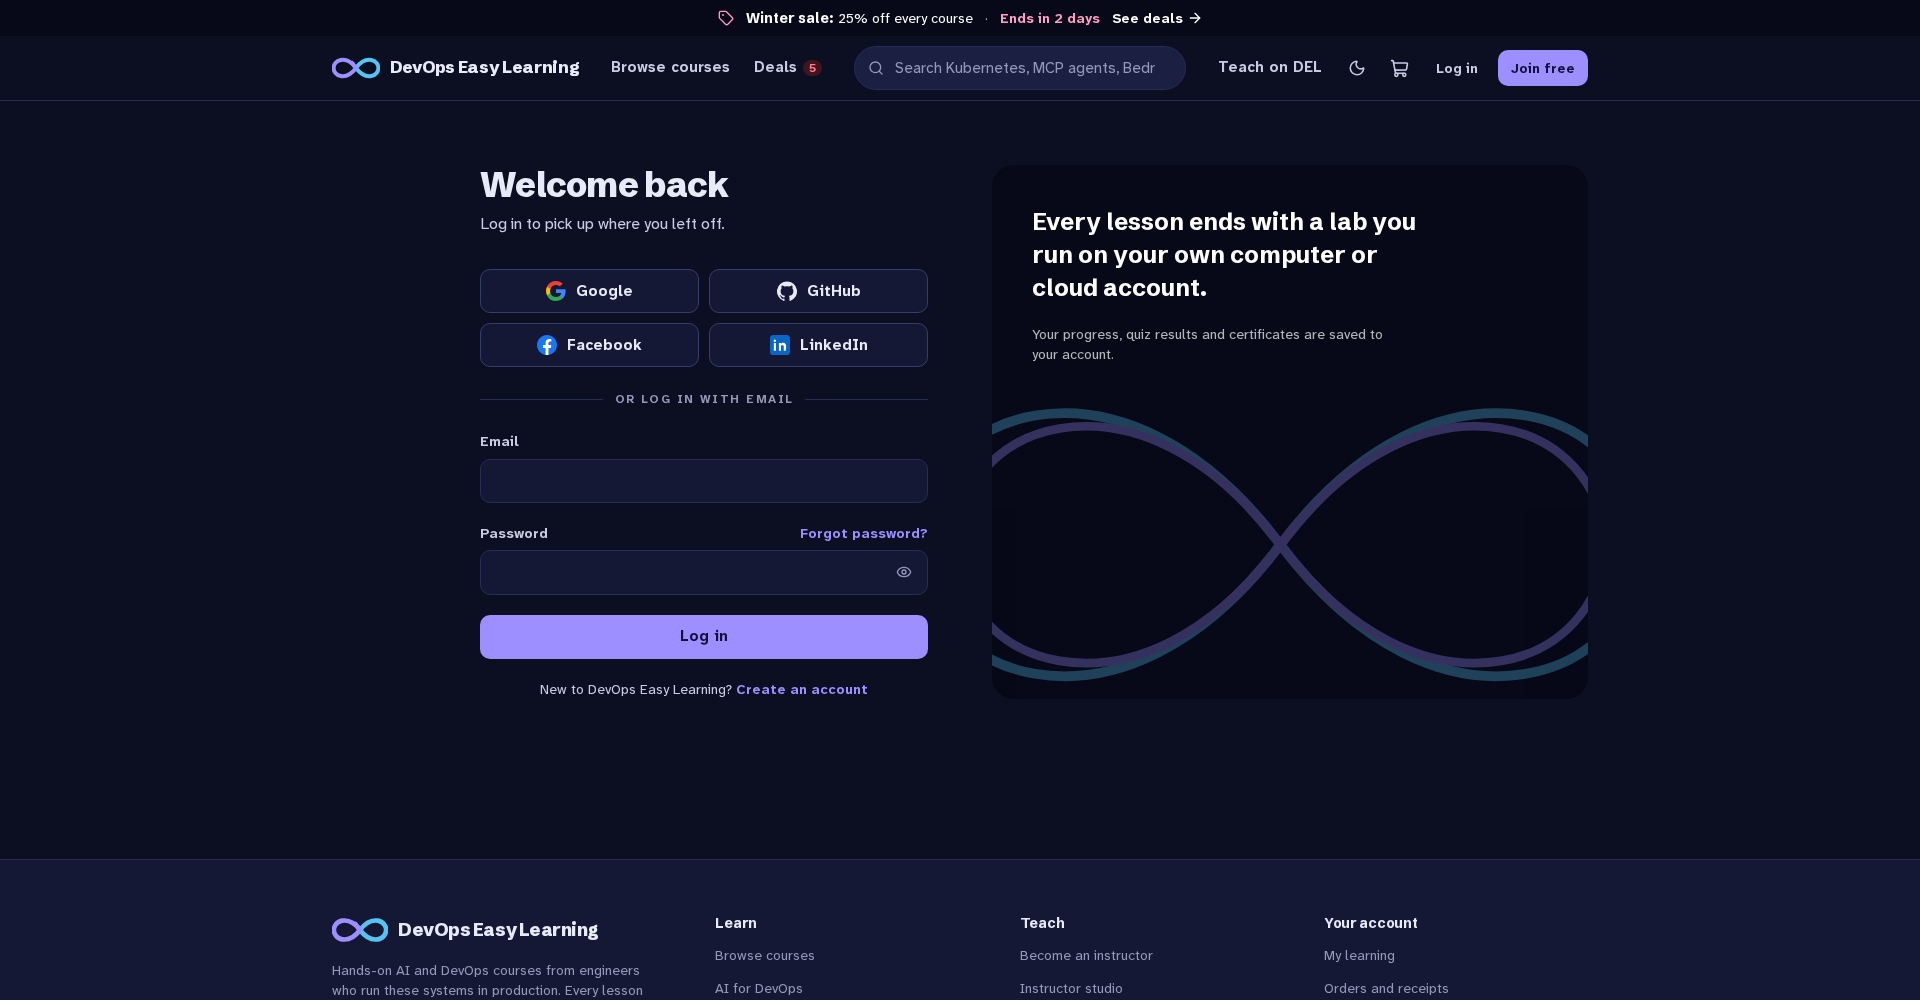 Winter sale: 25% off every course · Ends in 2 days See deals →
DevOps Easy Learning
Browse courses
Deals 5
Search Kubernetes, MCP agents, Bedr
Teach on DEL
Log in
Join free
Welcome back
Log in to pick up where you left off.
Google
GitHub
Facebook
LinkedIn
OR LOG IN WITH EMAIL
Email
Password
Forgot password?
Log in
New to DevOps Easy Learning? Create an account
Every lesson ends with a lab you
run on your own computer or
cloud account.
Your progress, quiz results and certificates are saved to
your account.
DevOps Easy Learning
Hands-on AI and DevOps courses from engineers
who run these systems in production. Every lesson
Learn
Browse courses
AI for DevOps
Teach
Become an instructor
Instructor studio
Your account
My learning
Orders and receipts